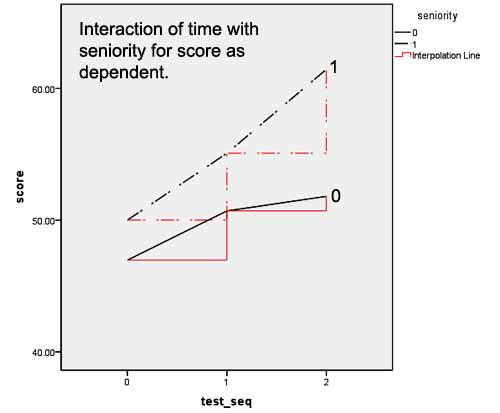 Interaction of time with
seniority for score as
dependent.
seniority
0
1
Interpolation Line
1
0
60.00
50.00
40.00
score
0
1
2
test_seq